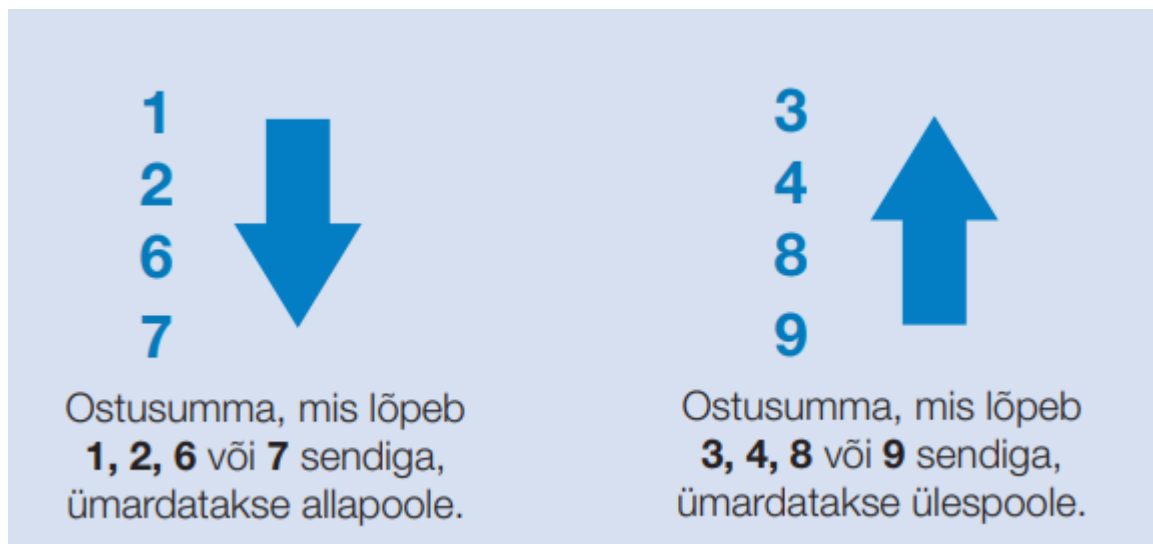 1
2
6
7
Ostusumma, mis lõpeb
1, 2, 6 või 7 sendiga,
ümardatakse allapoole.
3
4
8
9
Ostusumma, mis lõpeb
3, 4, 8 või 9 sendiga,
ümardatakse ülespoole.